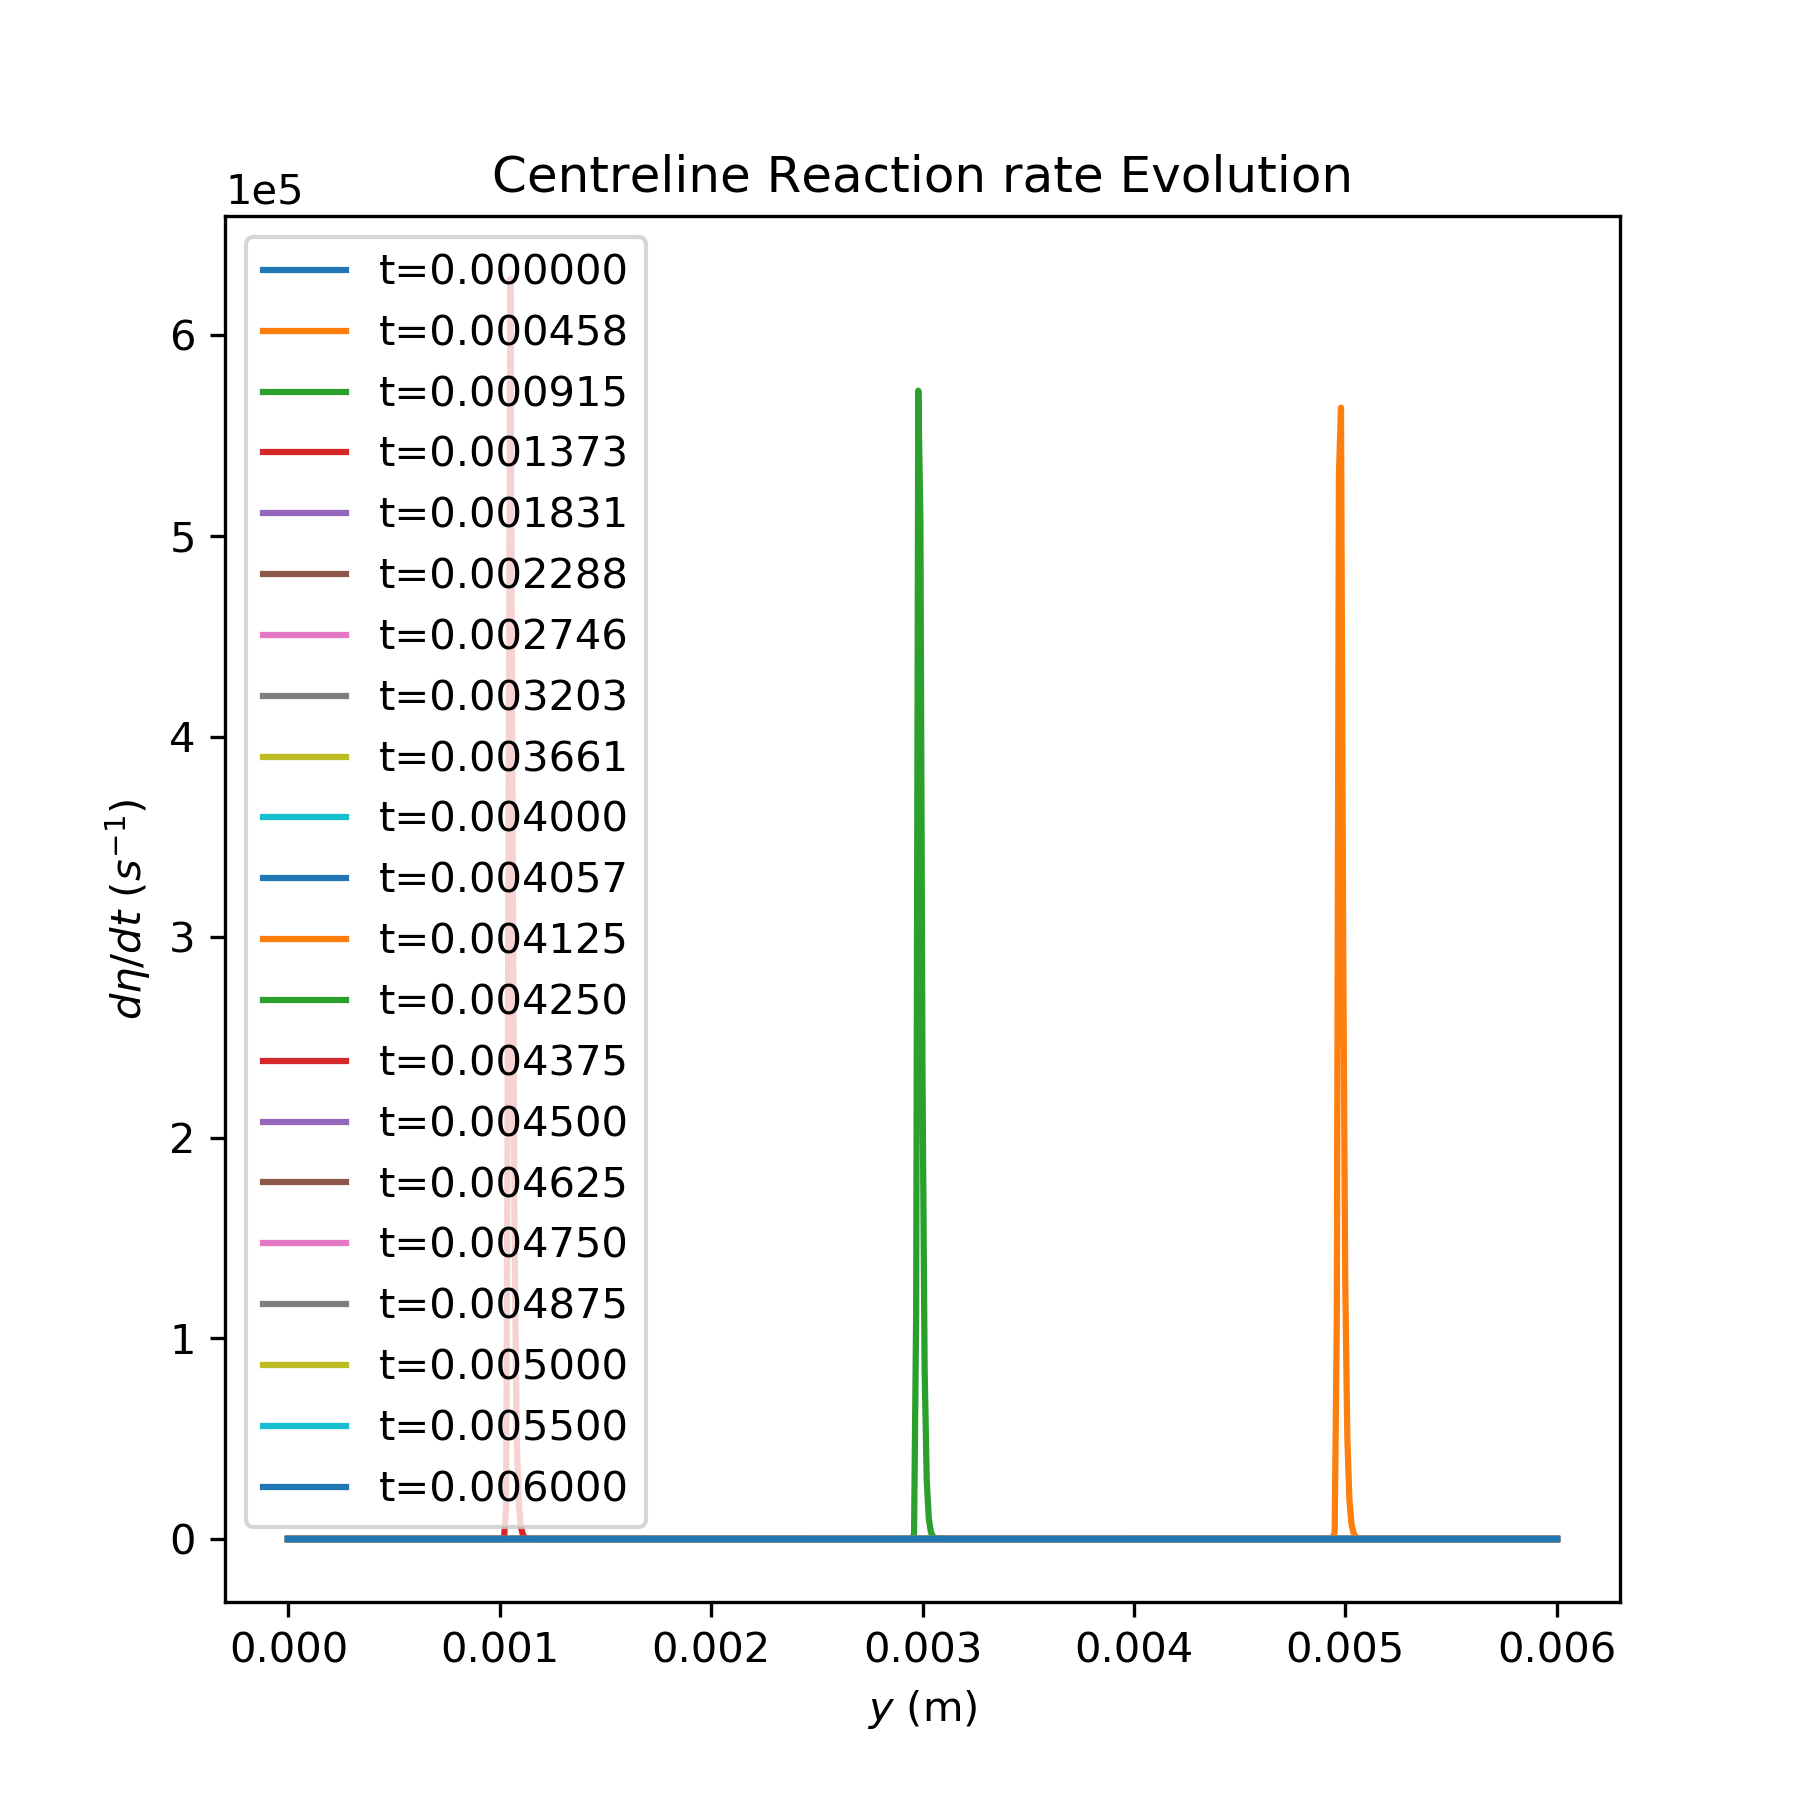 Centreline Reaction rate Evolution
1e5
t=0.000000
t=0.000458
t=0.000915
t=0.001373
t=0.001831
t=0.002288
t=0.002746
t=0.003203
t=0.003661
t=0.004000
t=0.004057
t=0.004125
t=0.004250
t=0.004375
t=0.004500
t=0.004625
t=0.004750
t=0.004875
t=0.005000
t=0.005500
t=0.006000
6
5
4
3
2
1
0
dη/dt (s⁻¹)
0.000 0.001 0.002 0.003 0.004 0.005 0.006
y (m)